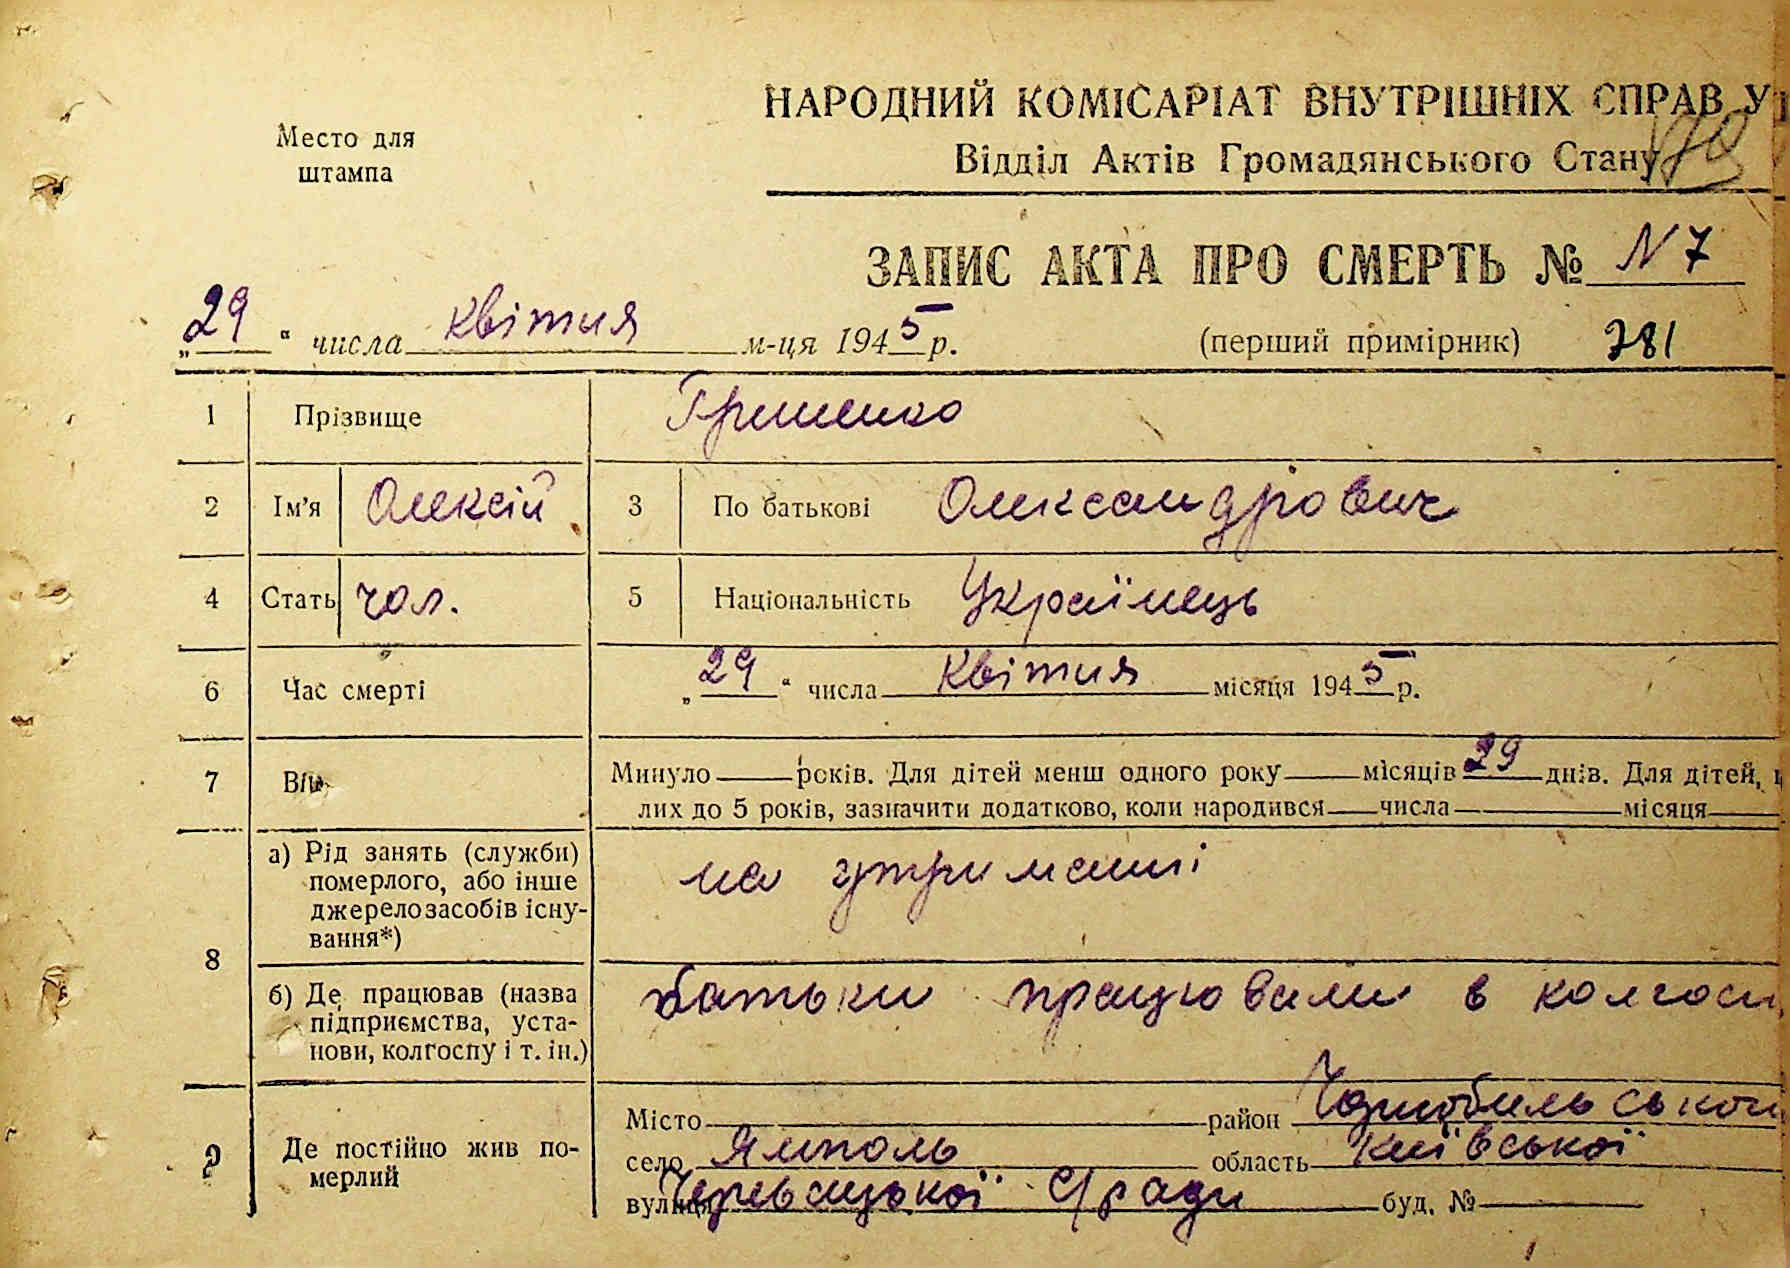 НАРОДНИЙ КОМІСАРІАТ ВНУТРІШНІХ СПРАВ У
Место для
штампа
Відділ Актів Громадянського Стану
ЗАПИС АКТА ПРО СМЕРТЬ № N 7
„29“ числа квітня м-ця 1945 р. (перший примірник) 781
1 Прізвище Грищенко
2 Ім'я Олексій 3 По батькові Олександрович
4 Стать чол. 5 Національність Українець
6 Час смерті „29“ числа квітня місяця 1945 р.
7 Вік Минуло років. Для дітей менш одного року місяців 29 днів. Для дітей,
лих до 5 років, зазначити додатково, коли народився числа місяця
8 а) Рід занять (служби)
померлого, або інше
джерело засобів існу-
вання*)
на утриманні
б) Де працював (назва
підприємства, уста-
нови, колгоспу і т. ін.)
батьки працювали в колгосп
9 Де постійно жив по-
мерлий
Місто район Чорнобильської
село Ямполь область Київської
вулиця Черевацької с/ради буд. №